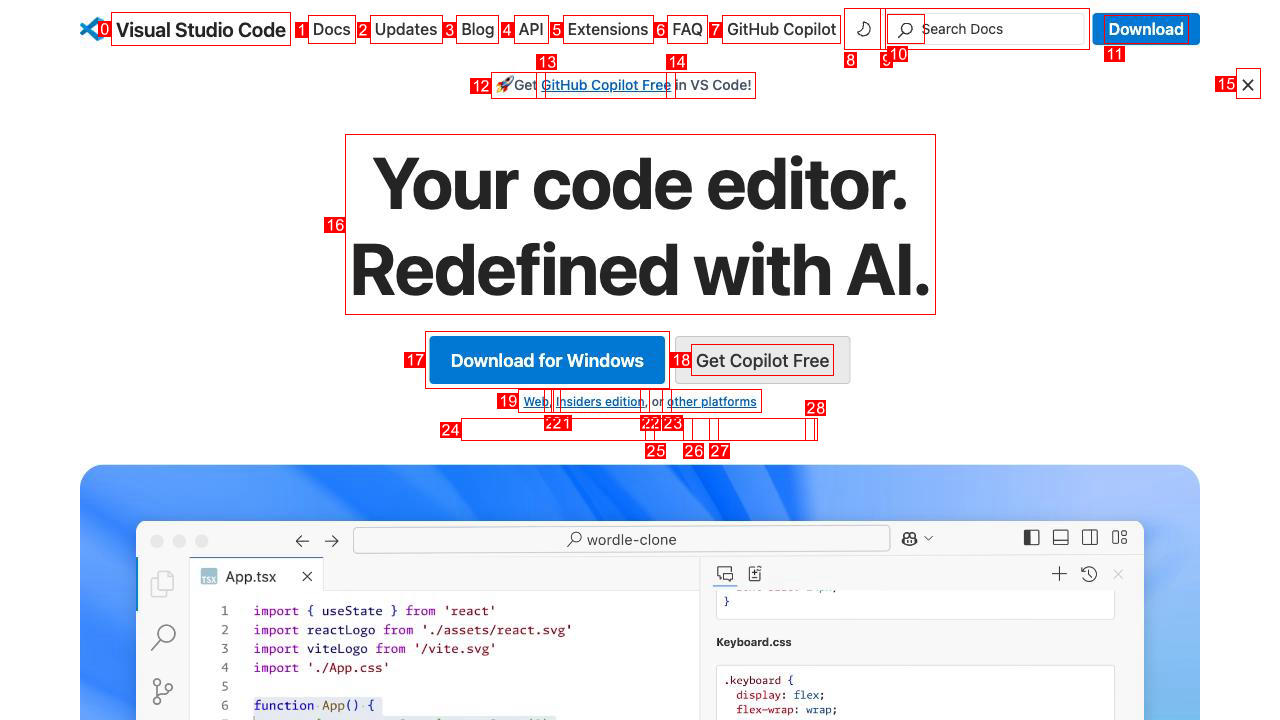 0 Visual Studio Code 1 Docs 2 Updates 3 Blog 4 API 5 Extensions 6 FAQ 7 GitHub Copilot Search Docs Download
8 9 10 11
13 14
12 🚀Get GitHub Copilot Free in VS Code! 15
16
Your code editor.
Redefined with AI.
17 Download for Windows 18 Get Copilot Free
19 Web, Insiders edition, or other platforms
28
21 22 23
24
25 26 27
wordle-clone
TSX App.tsx
1 import { useState } from 'react'
2 import reactLogo from './assets/react.svg'
3 import viteLogo from '/vite.svg'
4 import './App.css'
5
6 function App() {
}
Keyboard.css
.keyboard {
display: flex;
flex-wrap: wrap;